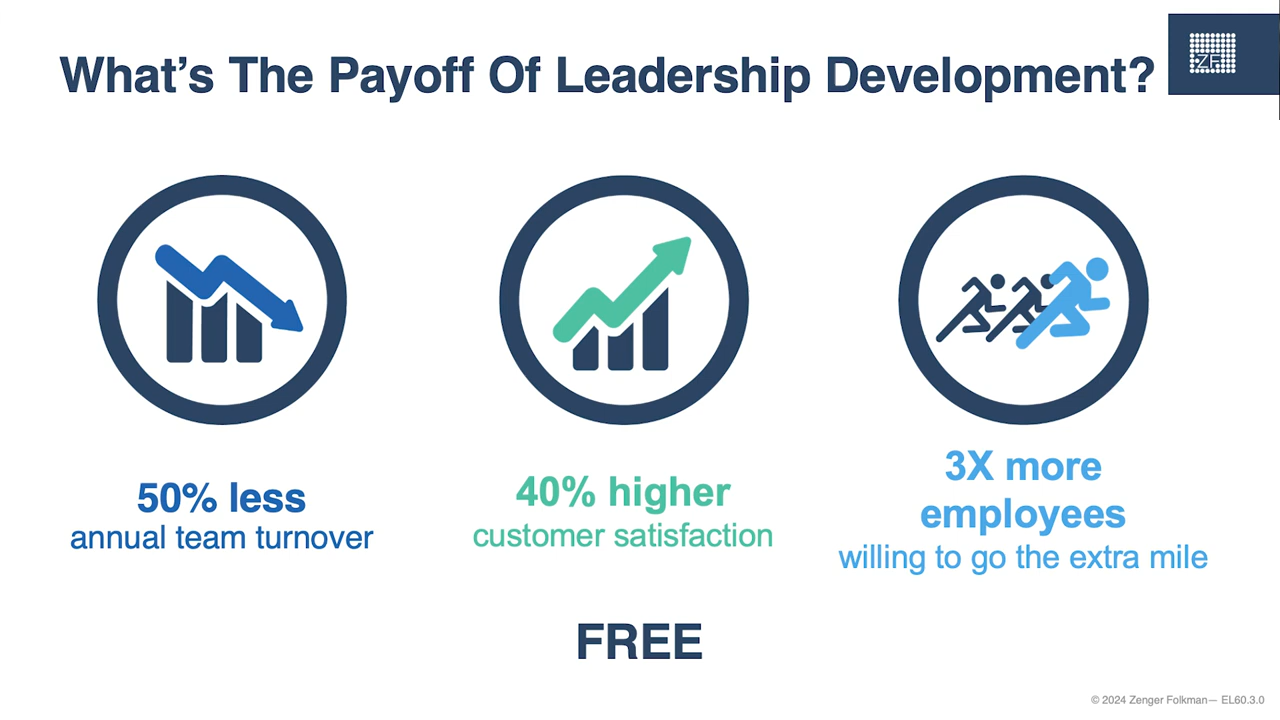 What’s The Payoff Of Leadership Development?
ZF
50% less
annual team turnover
40% higher
customer satisfaction
3X more
employees
willing to go the extra mile
FREE
© 2024 Zenger Folkman— EL60.3.0